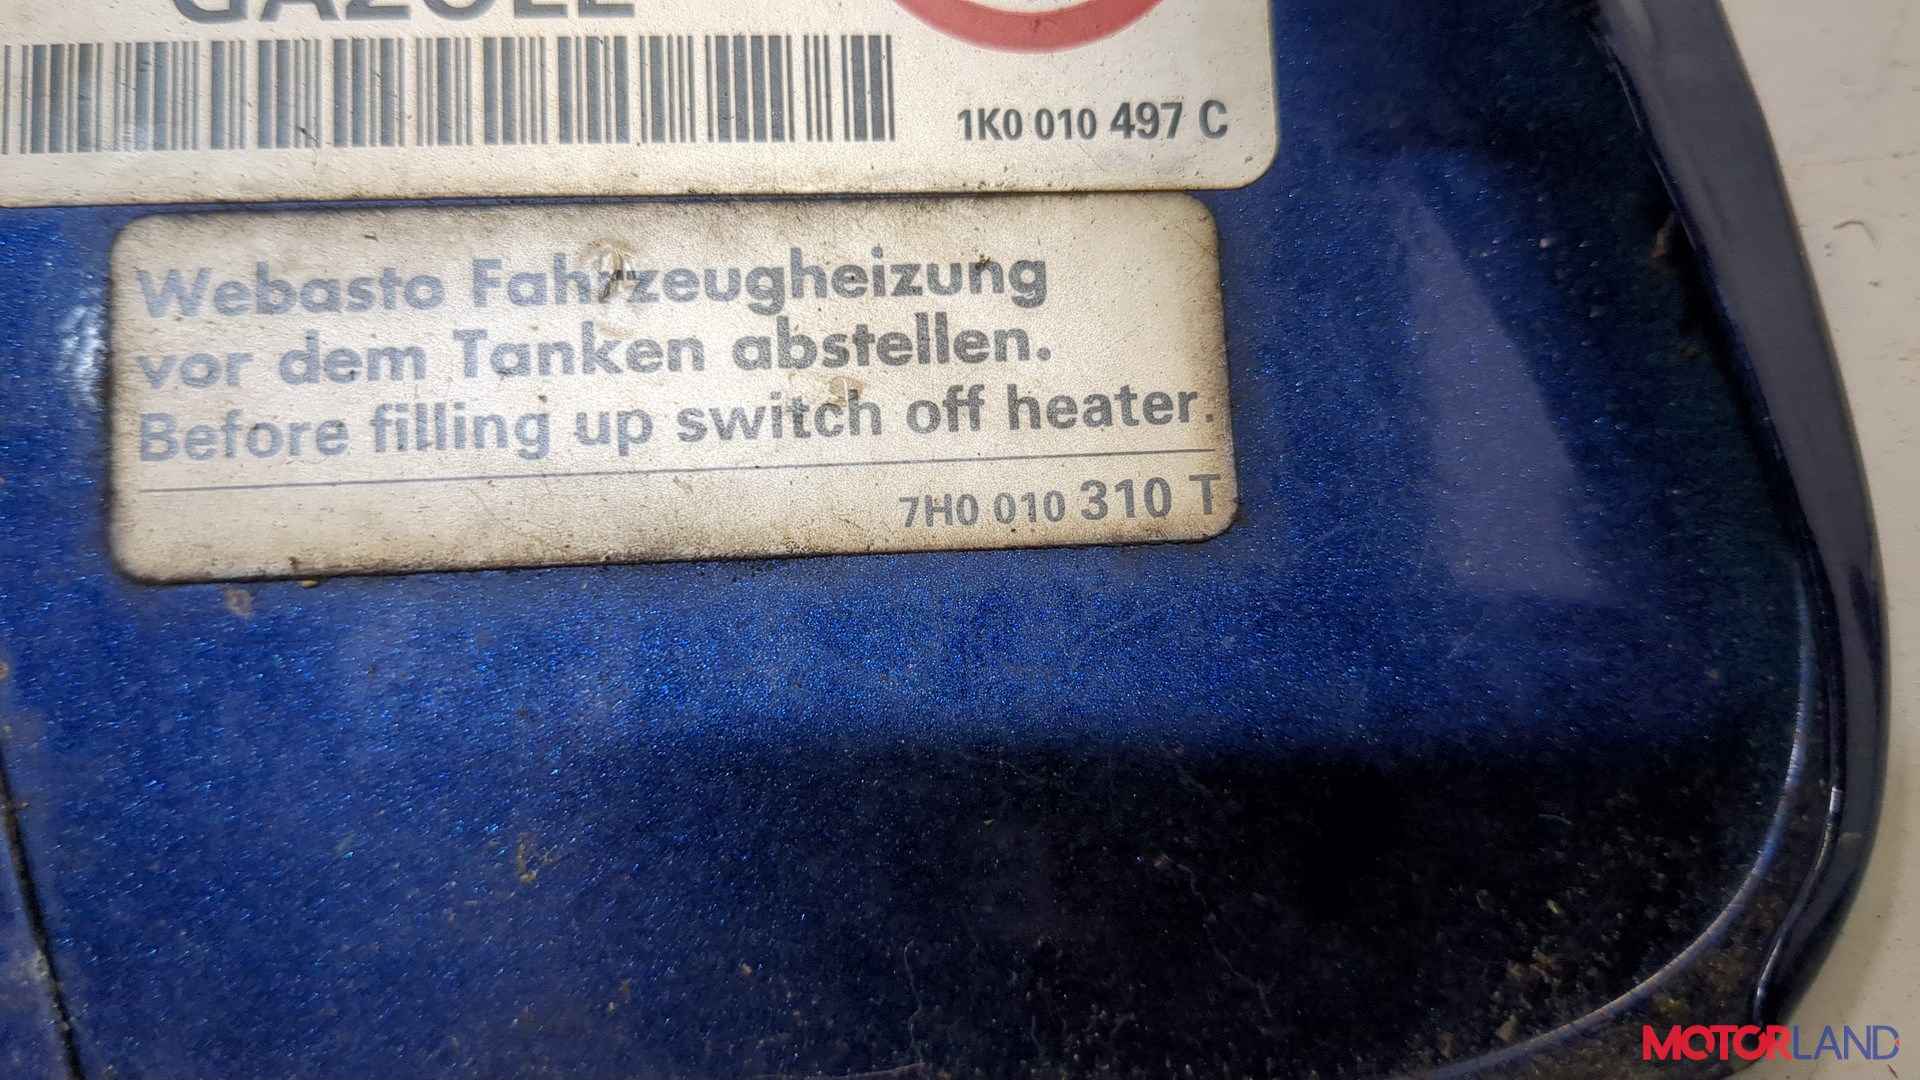 1K0 010 497 C
Webasto Fahrzeugheizung
vor dem Tanken abstellen.
Before filling up switch off heater.
7H0 010 310 T
MOTORLAND